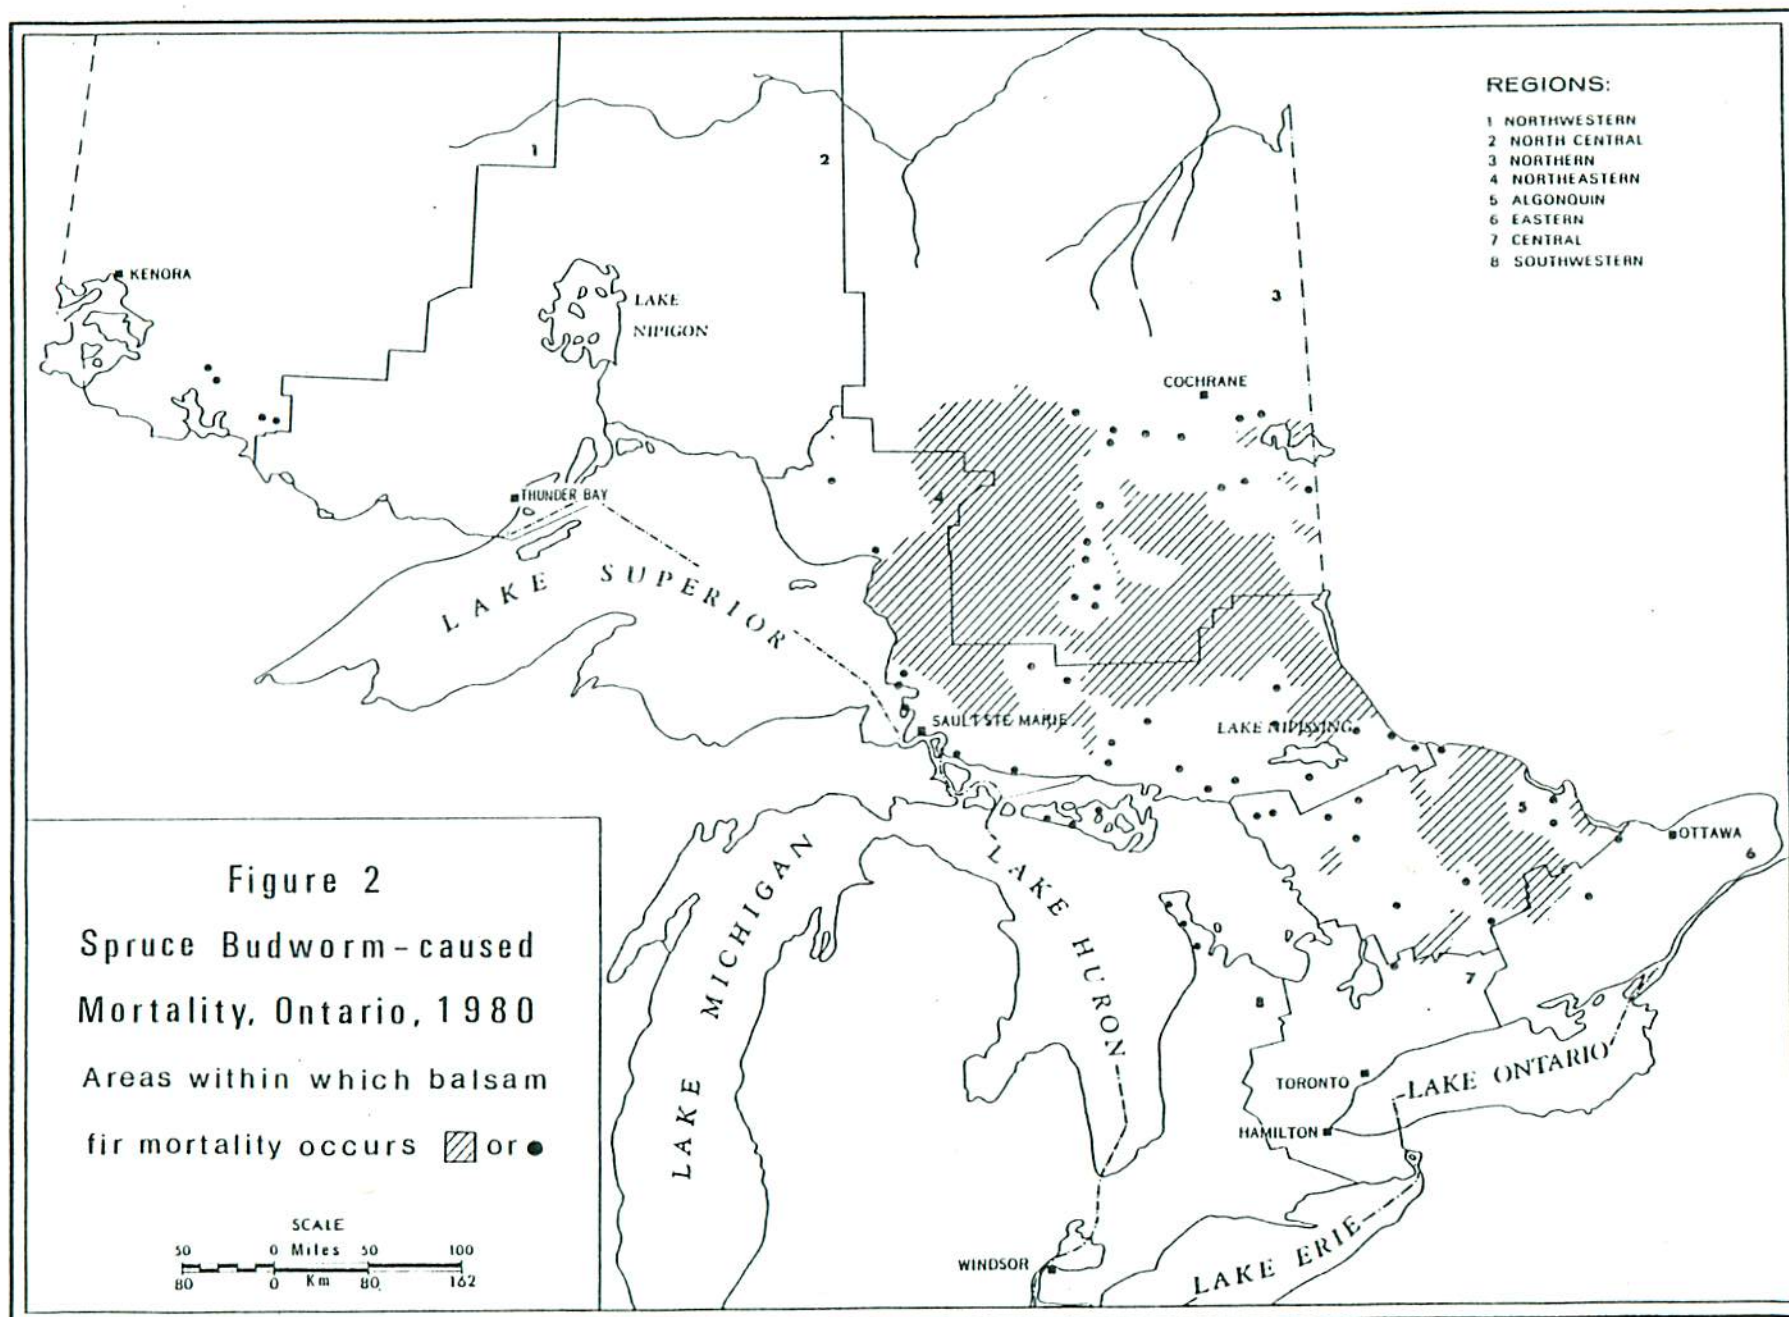 REGIONS:
1 NORTHWESTERN
2 NORTH CENTRAL
3 NORTHERN
4 NORTHEASTERN
5 ALGONQUIN
6 EASTERN
7 CENTRAL
8 SOUTHWESTERN
1
2
3
KENORA
LAKE
NIPIGON
COCHRANE
4
THUNDER BAY
LAKE SUPERIOR
SAULT STE MARIE
LAKE NIPISSING
5
OTTAWA
6
LAKE MICHIGAN
LAKE HURON
7
8
TORONTO
LAKE ONTARIO
HAMILTON
WINDSOR
LAKE ERIE
Figure 2
Spruce Budworm-caused
Mortality, Ontario, 1980
Areas within which balsam
fir mortality occurs or
SCALE
50 0 Miles 50 100
80 0 Km 80 162